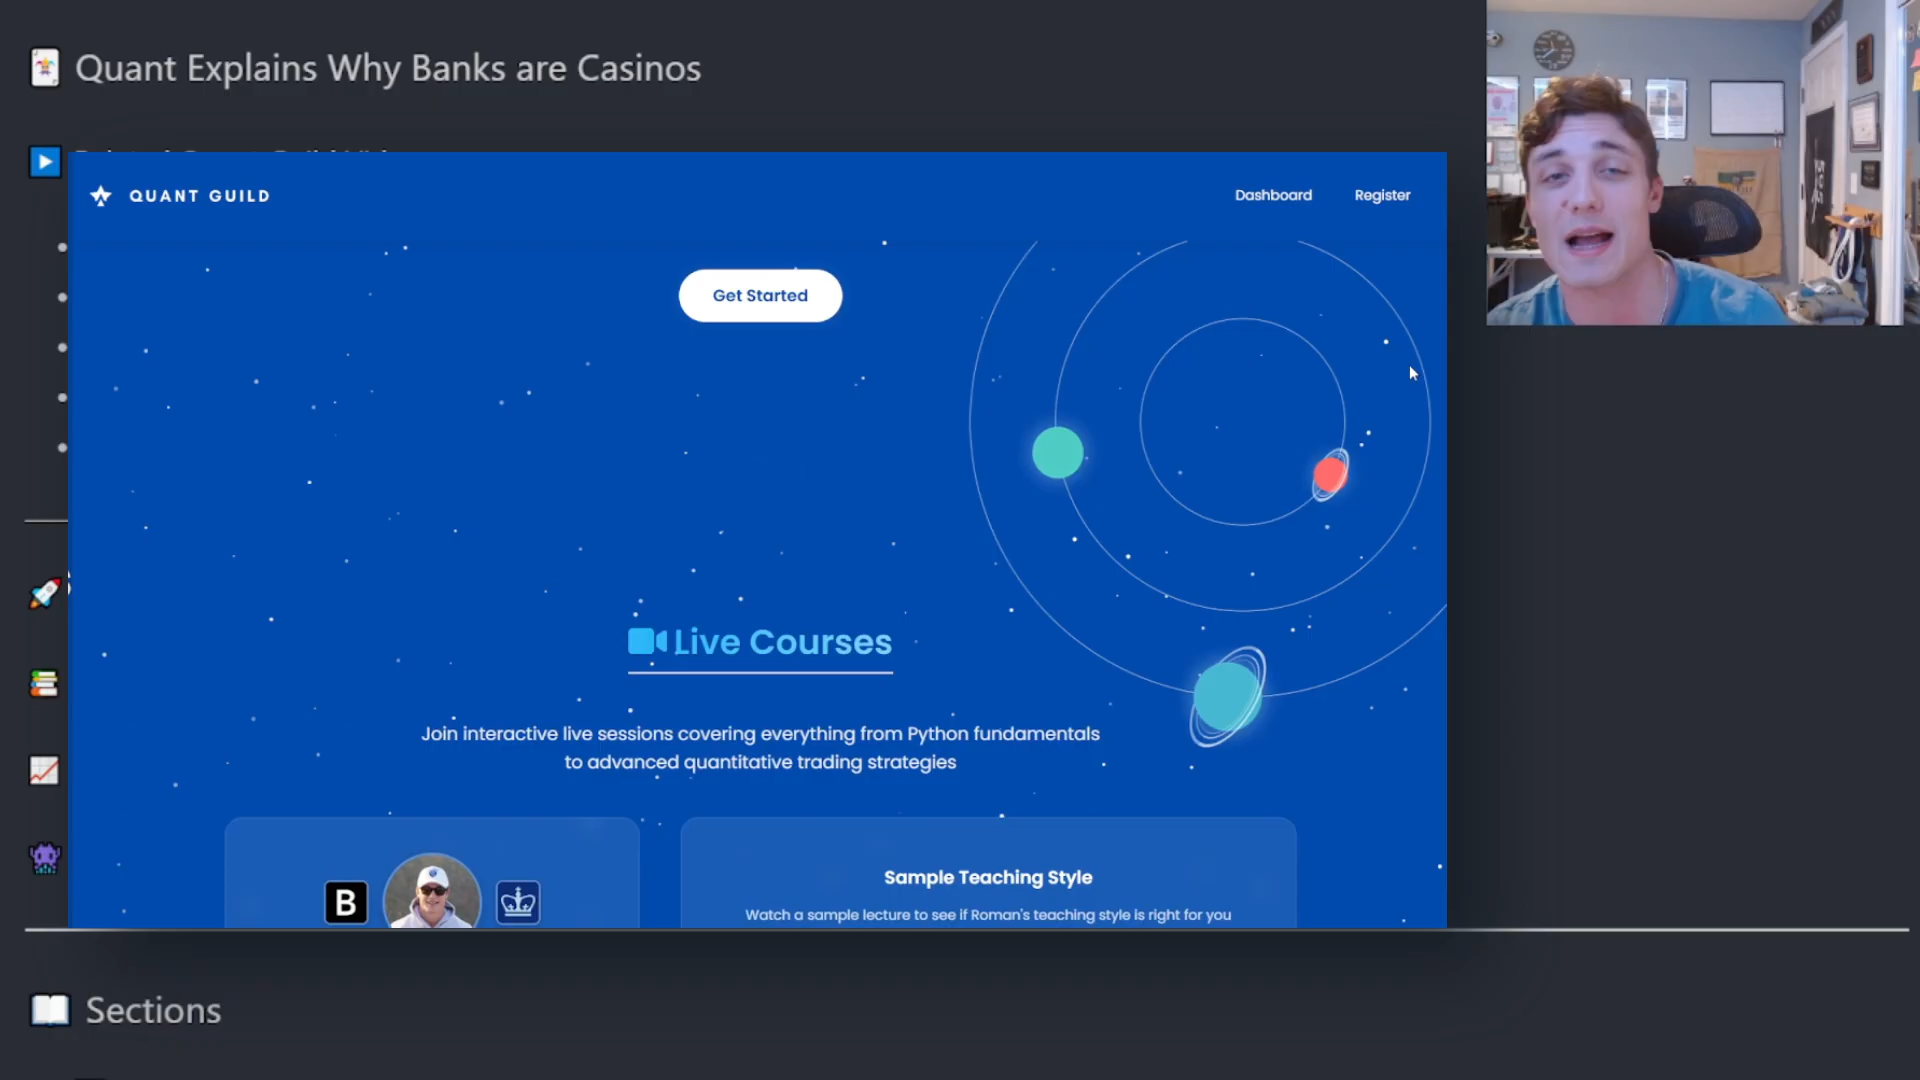 Quant Explains Why Banks are Casinos
QUANT GUILD
Dashboard
Register
Get Started
Live Courses
Join interactive live sessions covering everything from Python fundamentals
to advanced quantitative trading strategies
B
Sample Teaching Style
Watch a sample lecture to see if Roman's teaching style is right for you
Sections